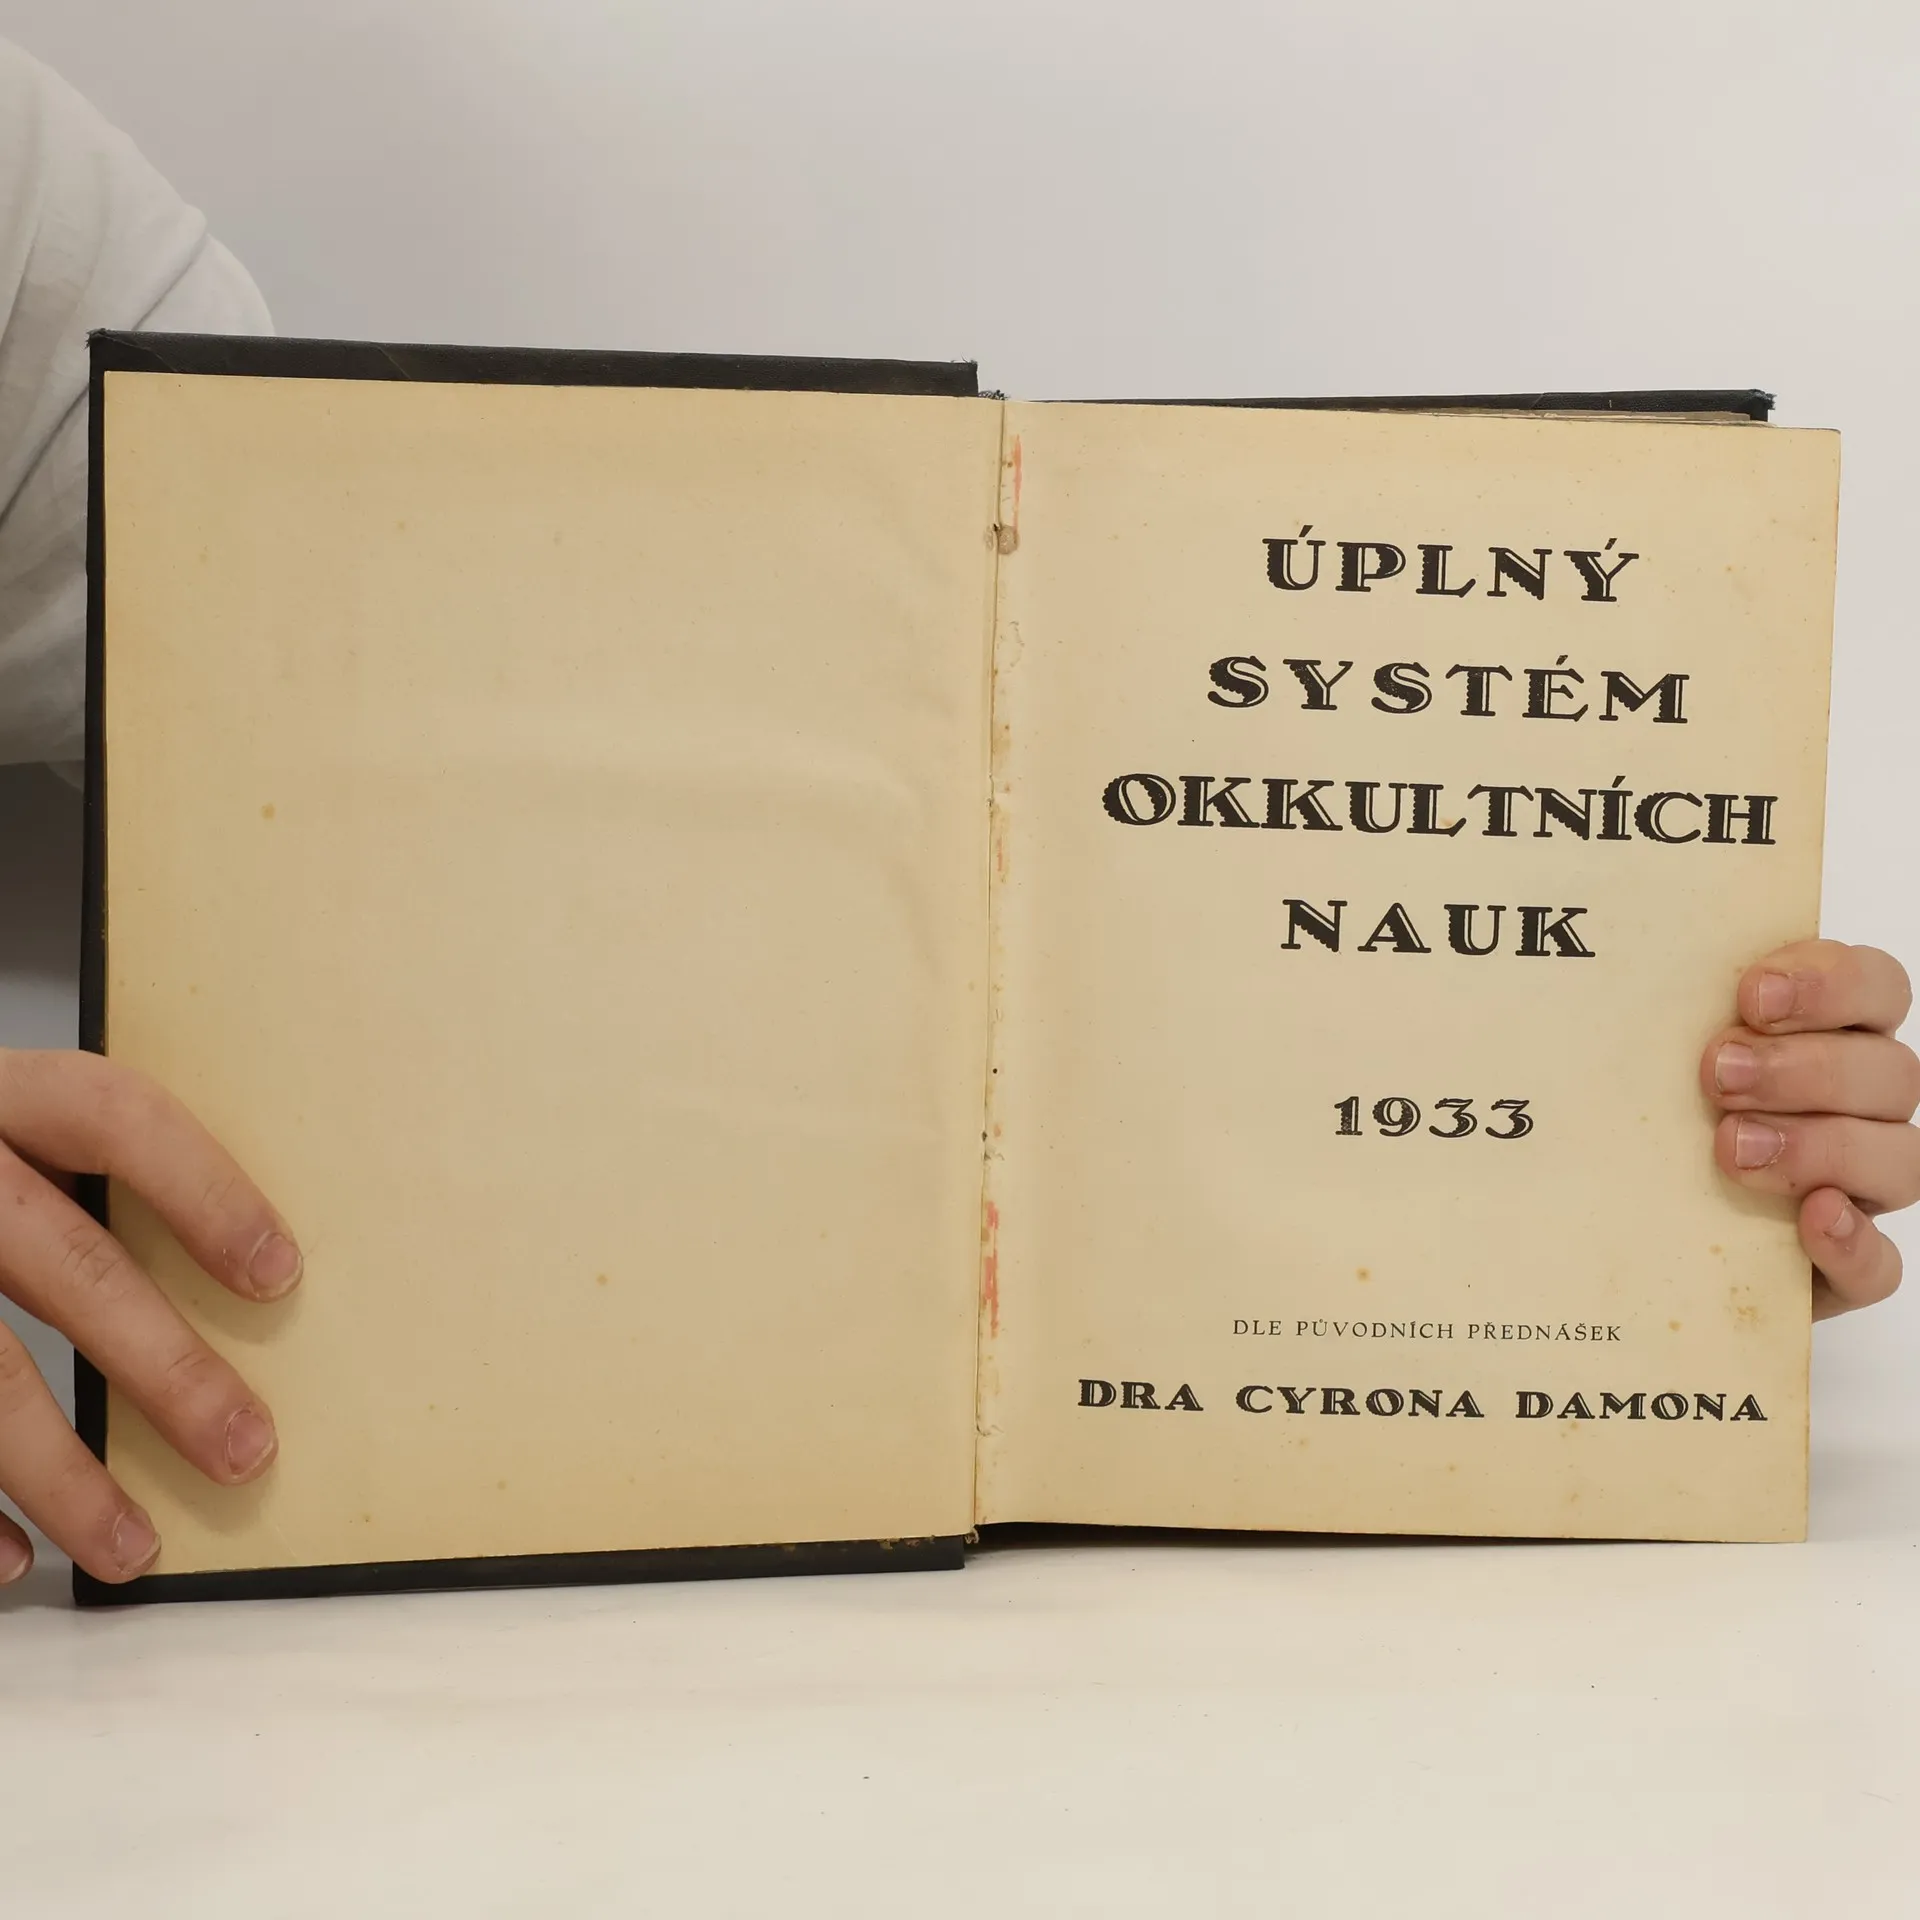 ÚPLNÝ
SYSTÉM
OKKULTNÍCH
NAUK
1933
DLE PŮVODNÍCH PŘEDNÁŠEK
DRA CYRONA DAMONA